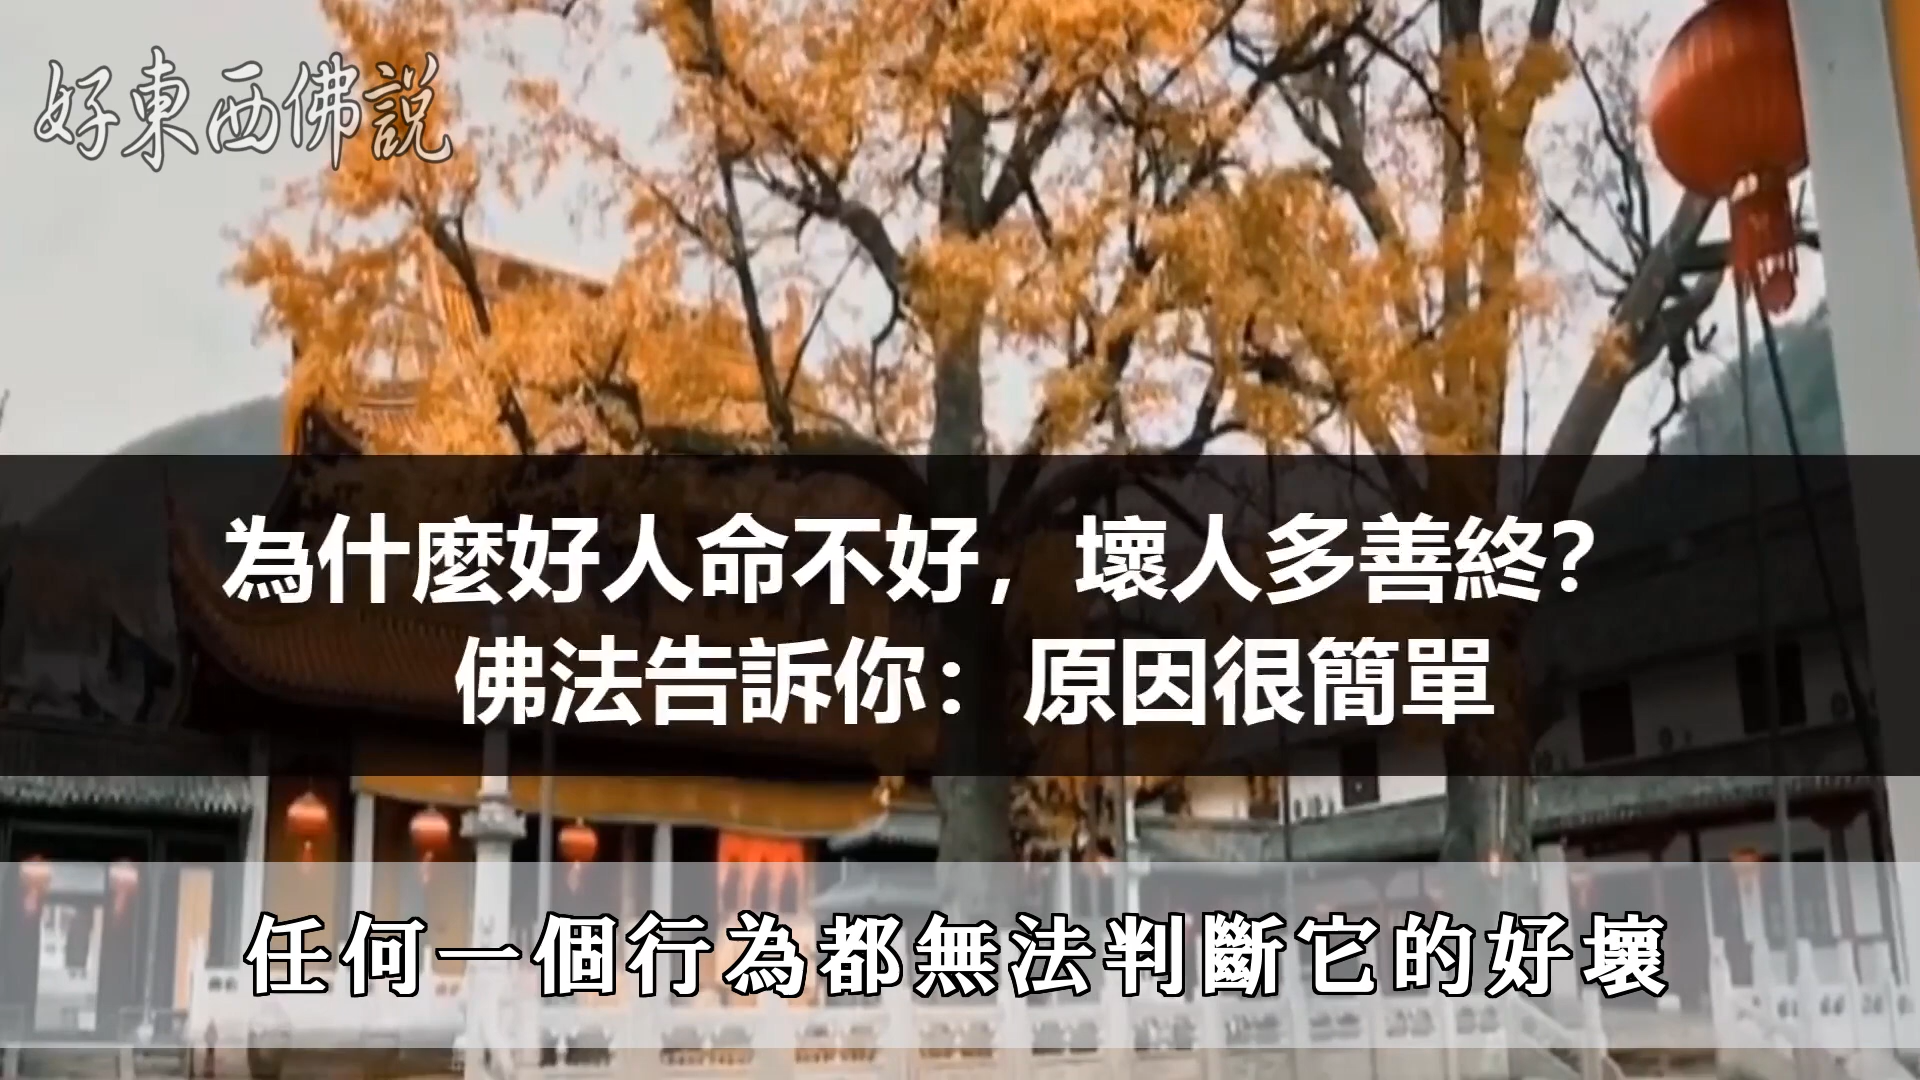 好東西佛說
為什麼好人命不好，壞人多善終？
佛法告訴你：原因很簡單
任何一個行為都無法判斷它的好壞